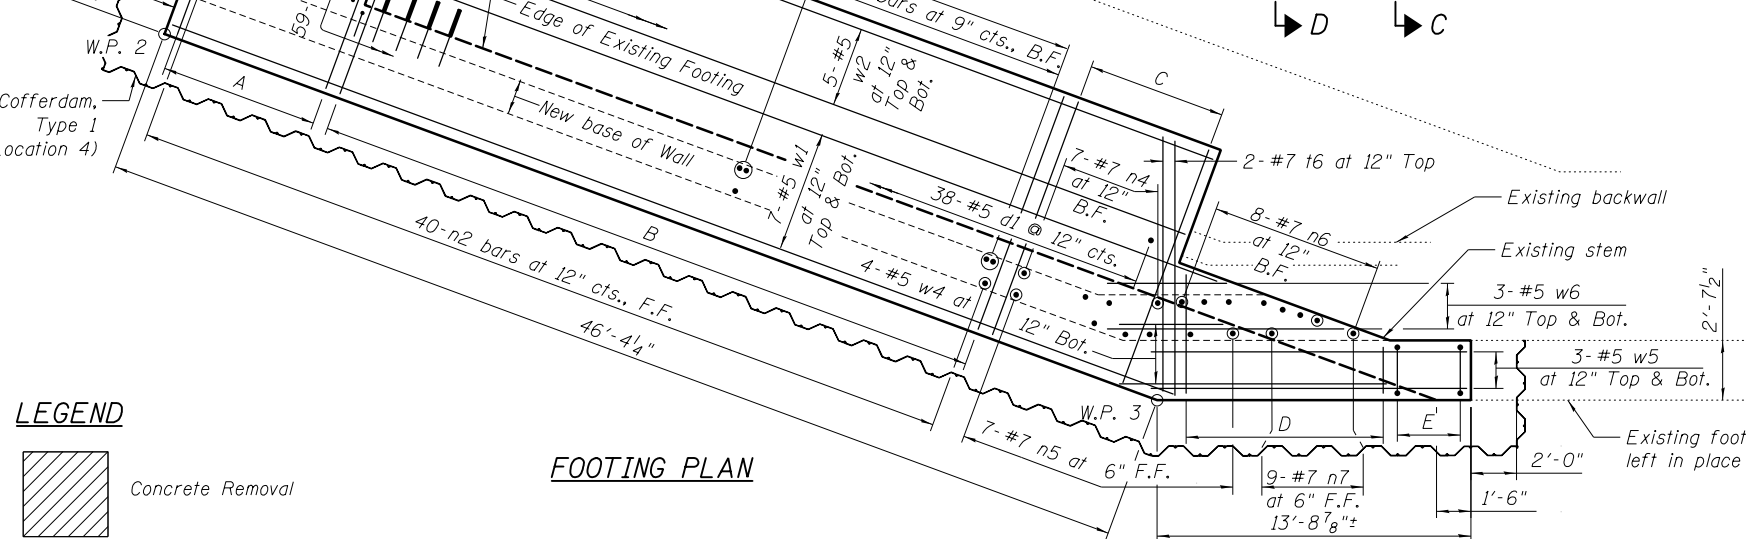 W.P. 2
Cofferdam,
Type 1
ocation 4)
59-
A
Edge of Existing Footing
New base of Wall
5-#5
w2
at 12"
Top &
Bot.
ars at 9" cts., B.F.
C
D
C
7-#5 w1
at 12"
Top & Bot.
7-#7 n4
at 12"
B.F.
2-#7 t6 at 12" Top
Existing backwall
8-#7 n6
at 12"
B.F.
Existing stem
38-#5 d1 @ 12" cts.
3-#5 w6
at 12" Top & Bot.
2'-7½"
3-#5 w5
at 12" Top & Bot.
4-#5 w4 at
12" Bot.
B
40-n2 bars at 12" cts., F.F.
46'-4¼"
W.P. 3
D
E
7-#7 n5 at
6" F.F.
9-#7 n7
at 6" F.F.
13'-8⅞"±
2'-0"
1'-6"
Existing foot
left in place
LEGEND
Concrete Removal
FOOTING PLAN